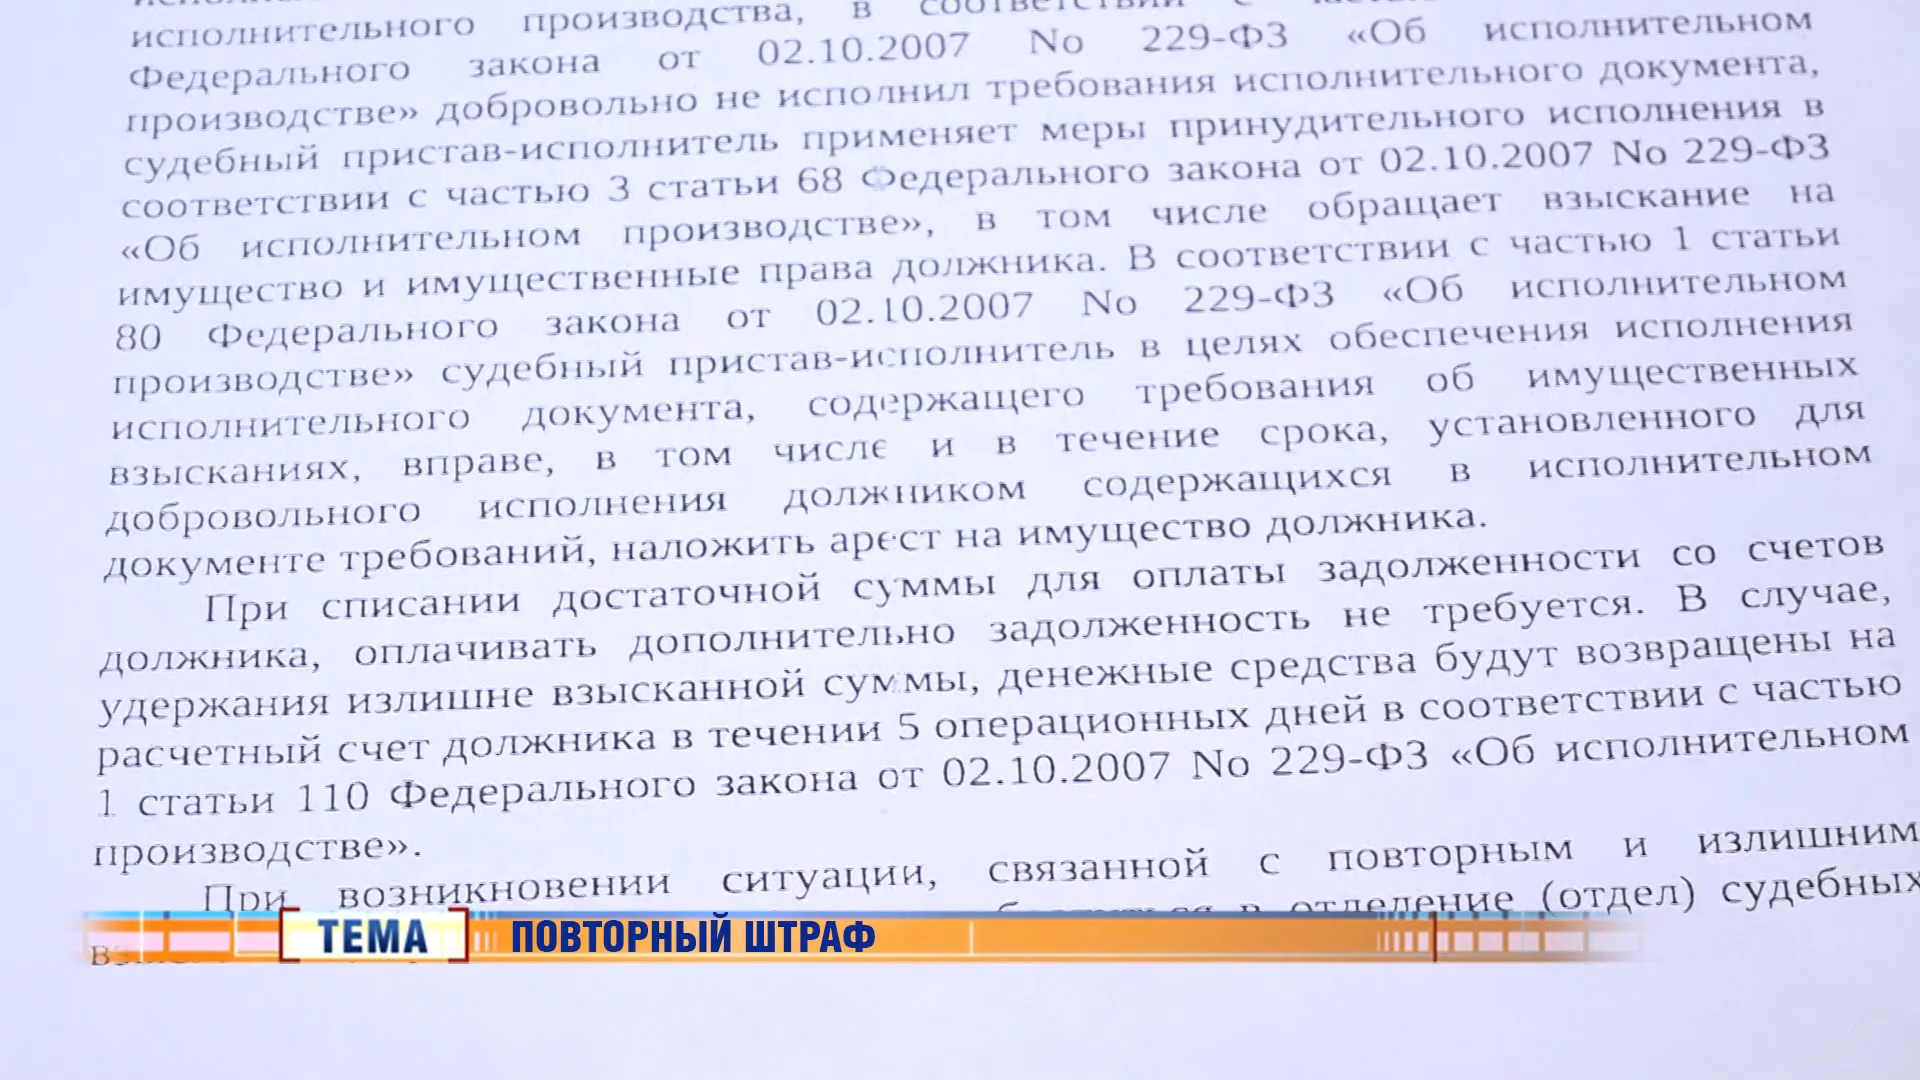 исполнительного производства, в
Федерального закона от 02.10.2007 No 229-ФЗ «Об исполнительном
производстве» добровольно не исполнил требования исполнительного документа,
судебный пристав-исполнитель применяет меры принудительного исполнения в
соответствии с частью 3 статьи 68 Федерального закона от 02.10.2007 No 229-ФЗ
«Об исполнительном производстве», в том числе обращает взыскание на
имущество и имущественные права должника. В соответствии с частью 1 статьи
80 Федерального закона от 02.10.2007 No 229-ФЗ «Об исполнительном
производстве» судебный пристав-исполнитель в целях обеспечения исполнения
исполнительного документа, содержащего требования об имущественных
взысканиях, вправе, в том числе и в течение срока, установленного для
добровольного исполнения должником содержащихся в исполнительном
документе требований, наложить арест на имущество должника.
При списании достаточной суммы для оплаты задолженности со счетов
должника, оплачивать дополнительно задолженность не требуется. В случае,
удержания излишне взысканной суммы, денежные средства будут возвращены на
расчетный счет должника в течении 5 операционных дней в соответствии с частью
1 статьи 110 Федерального закона от 02.10.2007 No 229-ФЗ «Об исполнительном
производстве».
При возникновении ситуации, связанной с повторным и излишним
в отделение (отдел) судебных
ТЕМА ПОВТОРНЫЙ ШТРАФ